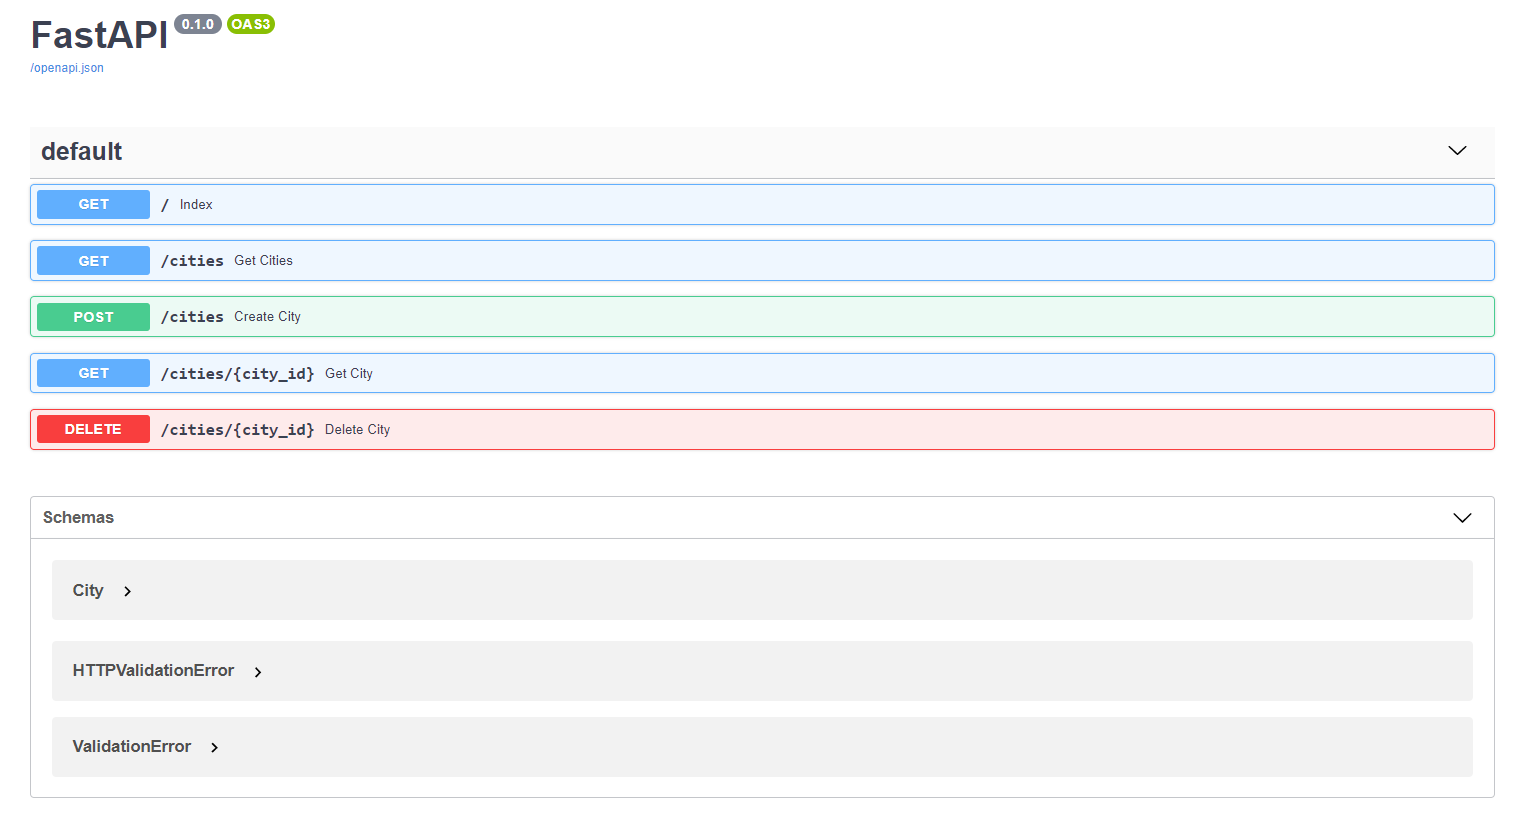 FastAPI 0.1.0 OAS3
/openapi.json
default
GET / Index
GET /cities Get Cities
POST /cities Create City
GET /cities/{city_id} Get City
DELETE /cities/{city_id} Delete City
Schemas
City
HTTPValidationError
ValidationError